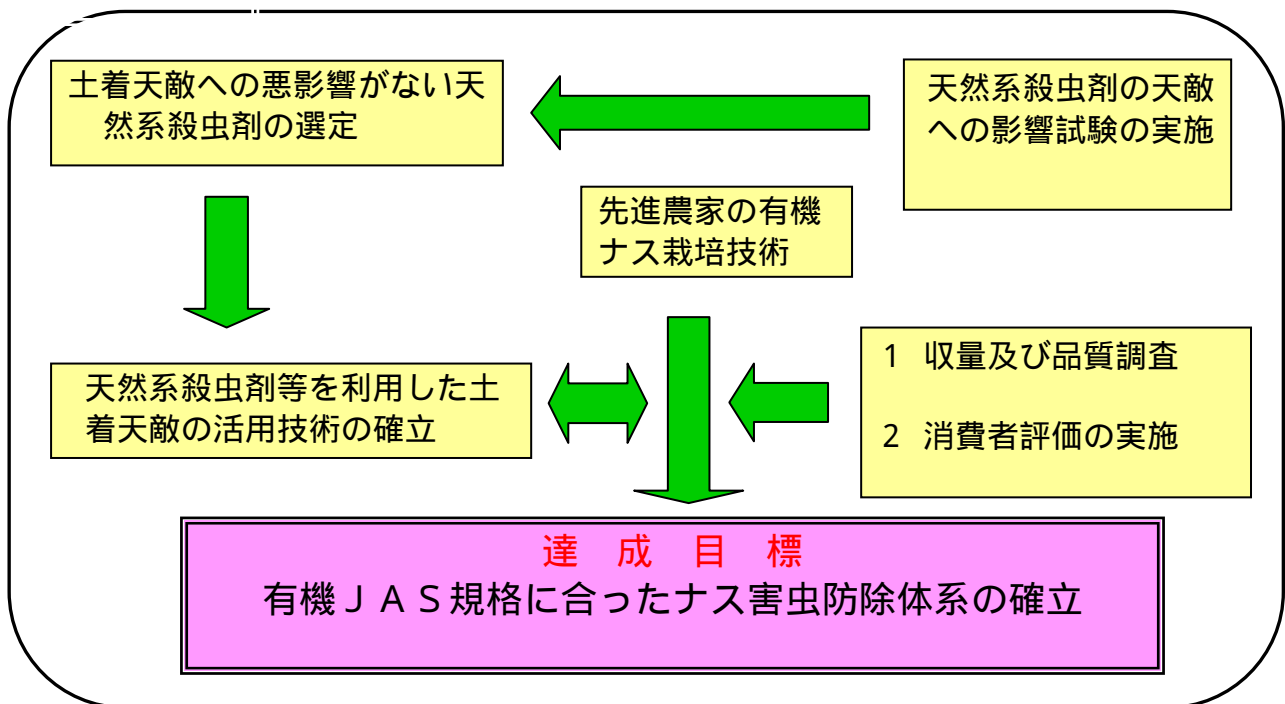 土着天敵への悪影響がない天
然系殺虫剤の選定
天然系殺虫剤の天敵
への影響試験の実施
先進農家の有機
ナス栽培技術
天然系殺虫剤等を利用した土
着天敵の活用技術の確立
1 収量及び品質調査
2 消費者評価の実施
達 成 目 標
有機JAS規格に合ったナス害虫防除体系の確立